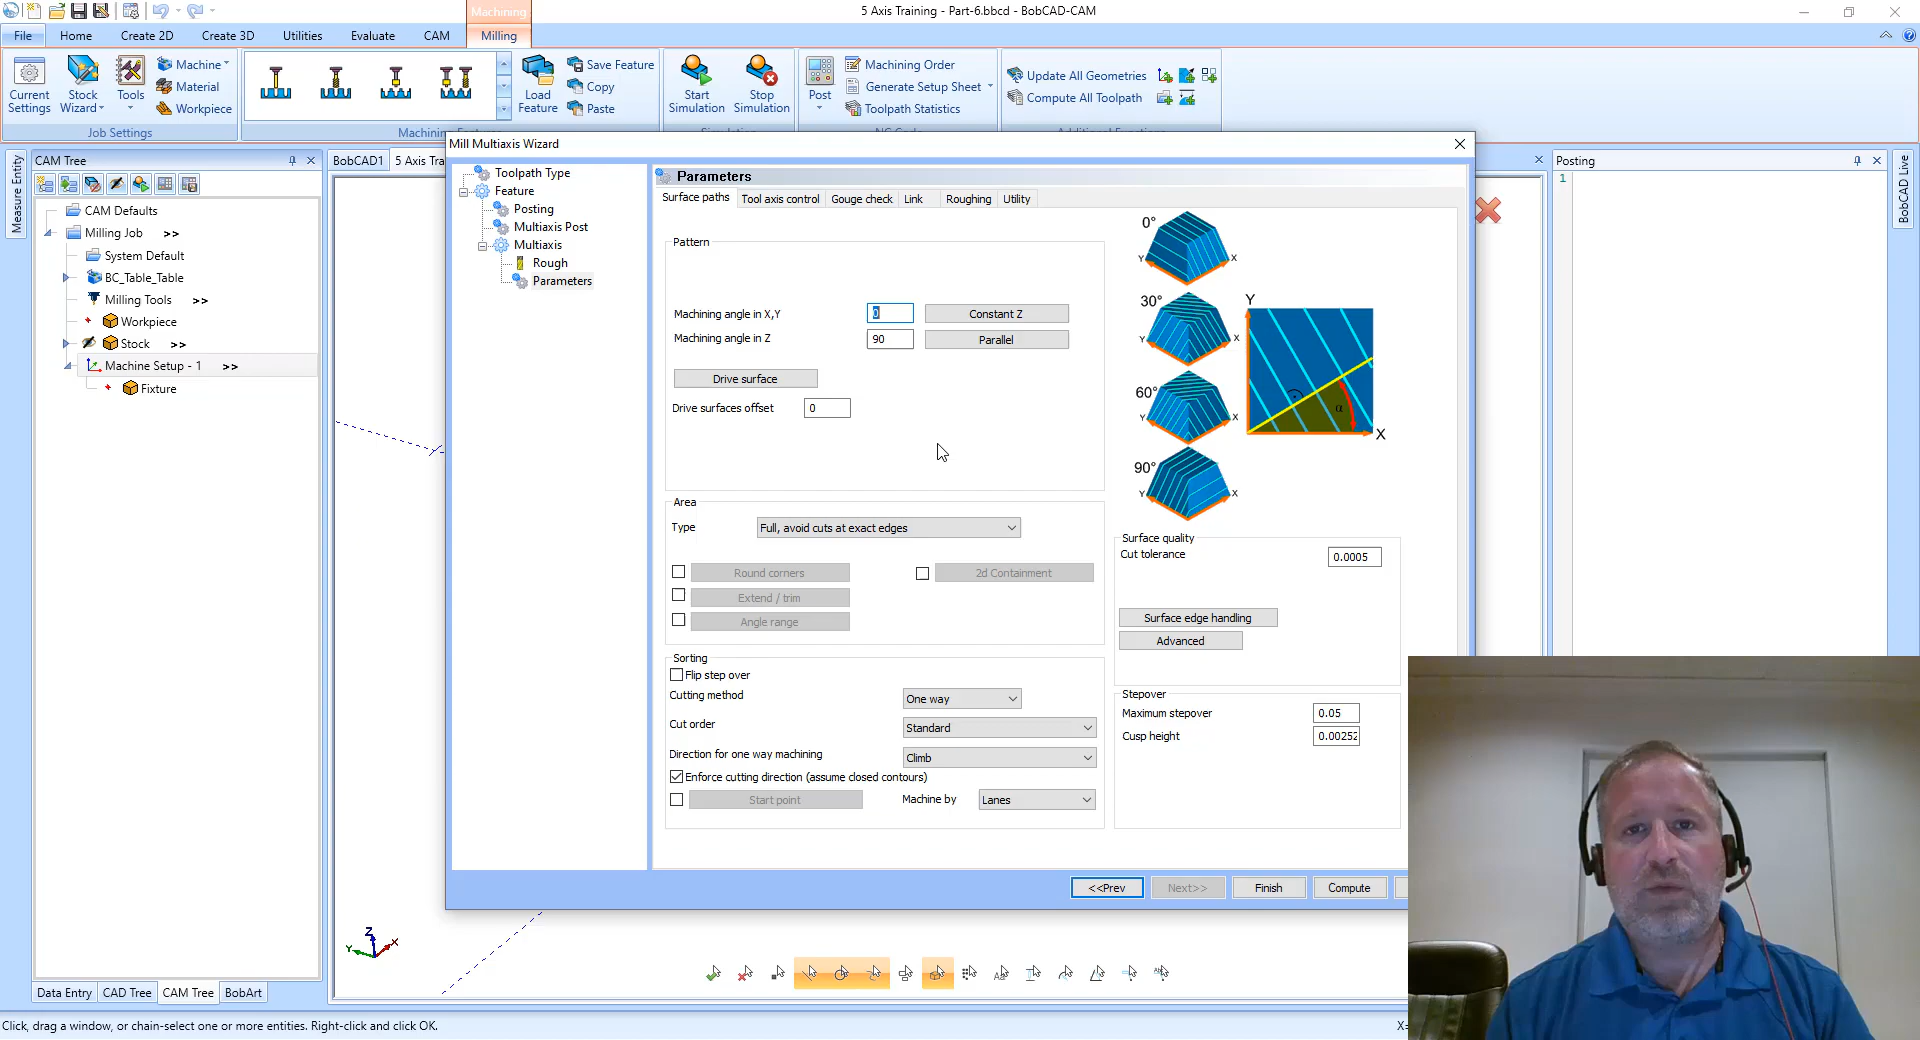 Machining
5 Axis Training - Part-6.bbcd - BobCAD-CAM
File Home Create 2D Create 3D Utilities Evaluate CAM Milling
Current Settings
Stock Wizard
Tools
Machine
Material
Workpiece
Job Settings
Load Feature
Save Feature
Copy
Paste
Start Simulation
Stop Simulation
Post
Machining Order
Generate Setup Sheet
Toolpath Statistics
Update All Geometries
Compute All Toolpath
Measure Entity
CAM Tree
CAM Defaults
Milling Job >>
System Default
BC_Table_Table
Milling Tools >>
Workpiece
Stock >>
Machine Setup - 1 >>
Fixture
Data Entry CAD Tree CAM Tree BobArt
BobCAD1 5 Axis Tra
Mill Multiaxis Wizard
Toolpath Type
Feature
Posting
Multiaxis Post
Multiaxis
Rough
Parameters
Parameters
Surface paths Tool axis control Gouge check Link Roughing Utility
Pattern
Machining angle in X,Y 0 Constant Z
Machining angle in Z 90 Parallel
Drive surface
Drive surfaces offset 0
Area
Type Full, avoid cuts at exact edges
Round corners 2d Containment
Extend / trim
Angle range
Sorting
Flip step over
Cutting method One way
Cut order Standard
Direction for one way machining Climb
Enforce cutting direction (assume closed contours)
Start point Machine by Lanes
0°
Y X
30°
Y X
60°
Y X
90°
Y X
Y
α
X
Surface quality
Cut tolerance 0.0005
Surface edge handling
Advanced
Stepover
Maximum stepover 0.05
Cusp height 0.00252
<<Prev Next>> Finish Compute
Posting
1
BobCAD Live
Z
Y X
Click, drag a window, or chain-select one or more entities. Right-click and click OK.
X=